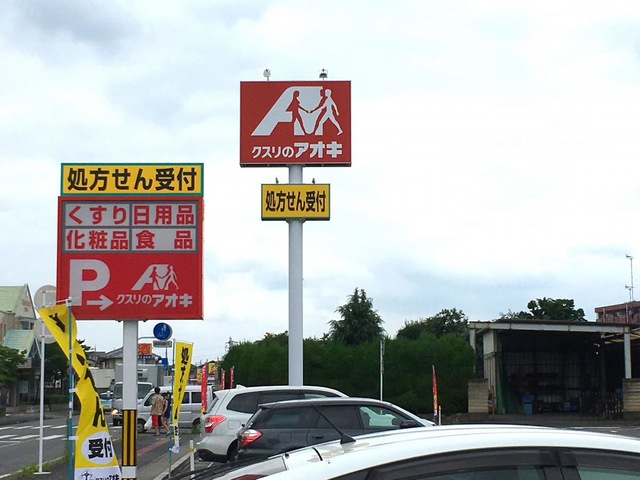 クスリのアオキ
処方せん受付
処方せん受付
くすり 日用品
化粧品 食品
P
クスリのアオキ
せん
受付